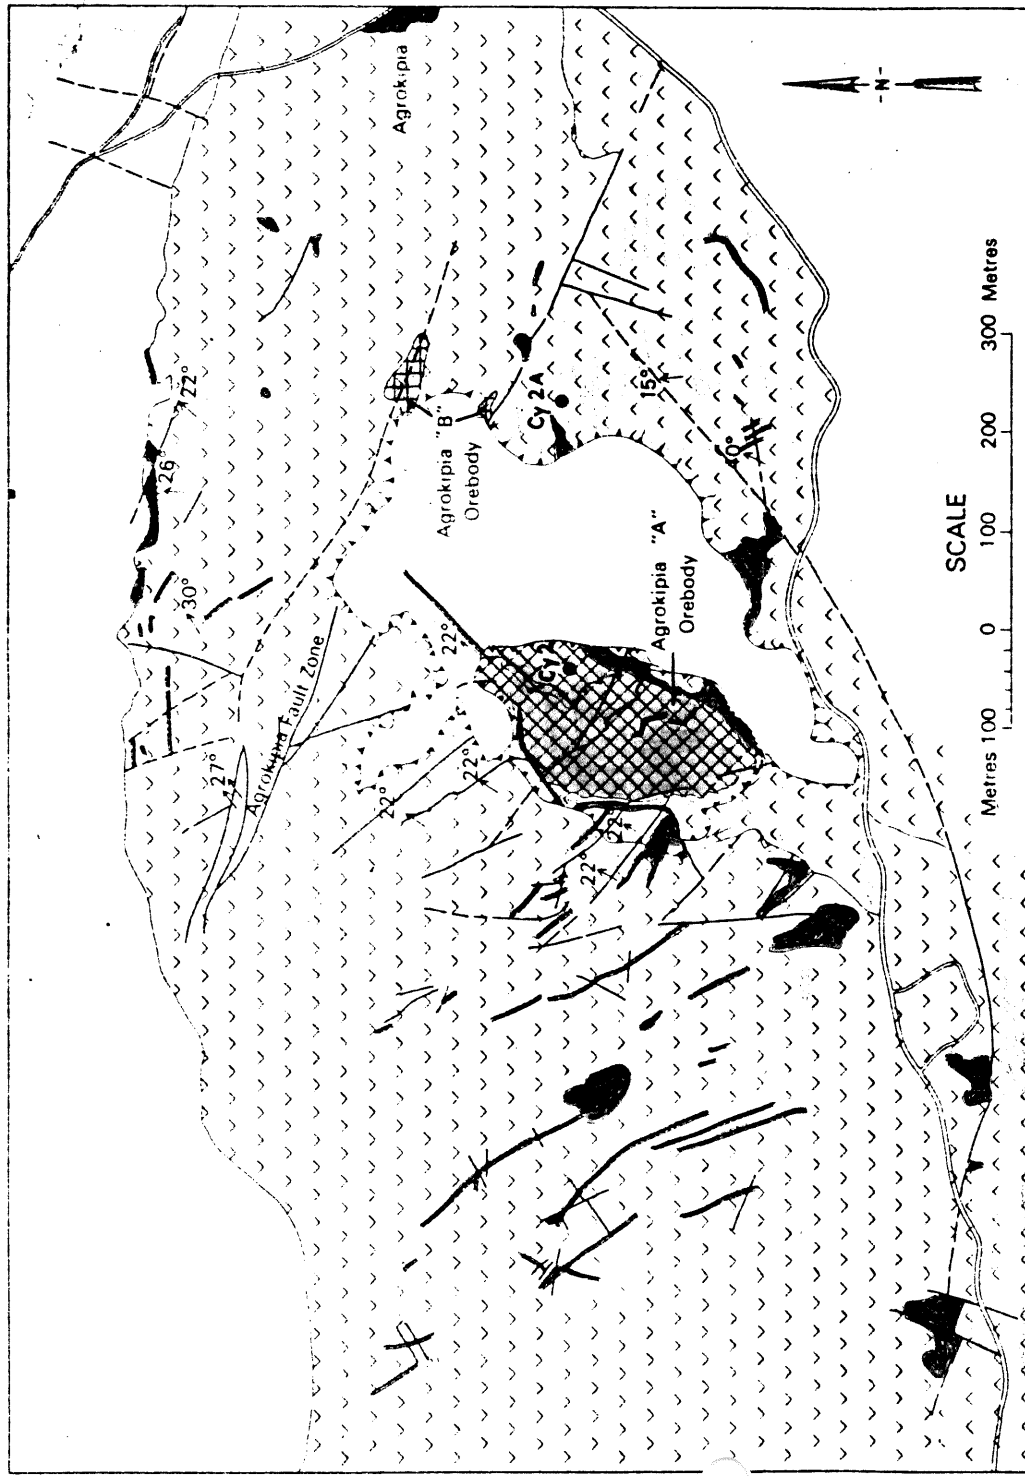 Agrokipia
-N-
22°
26°
30°
27°
Agrokipia Fault Zone
22°
22°
22°
22°
22°
Agrokipia "B"
Orebody
Cy 2A
Cy 2
15°
40°
Agrokipia "A"
Orebody
SCALE
Metres 100 0 100 200 300 Metres